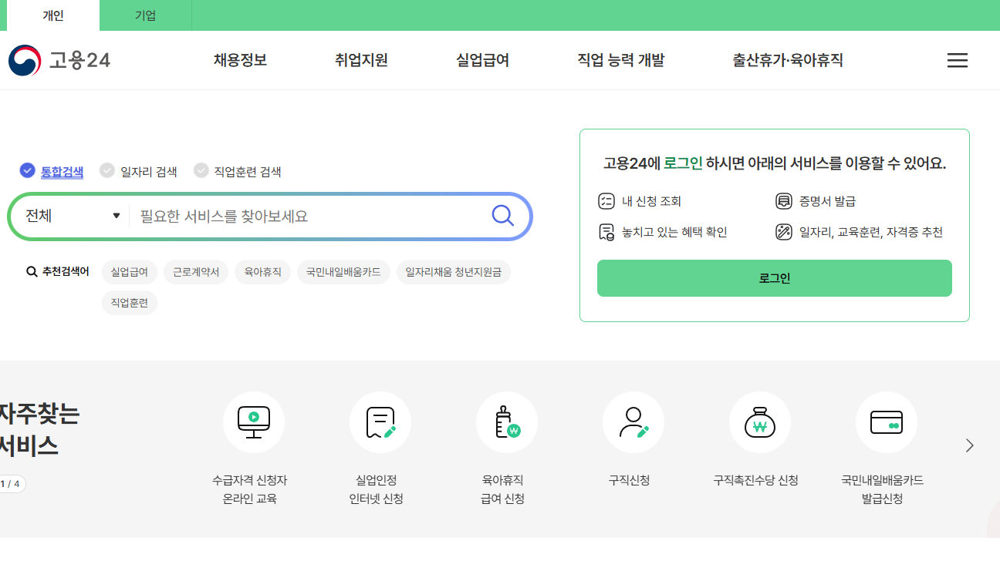 개인
기업
고용24
채용정보
취업지원
실업급여
직업 능력 개발
출산휴가·육아휴직
통합검색
일자리 검색
직업훈련 검색
전체
필요한 서비스를 찾아보세요
추천검색어
실업급여
근로계약서
육아휴직
국민내일배움카드
일자리채움 청년지원금
직업훈련
고용24에 로그인 하시면 아래의 서비스를 이용할 수 있어요.
내 신청 조회
증명서 발급
놓치고 있는 혜택 확인
일자리, 교육훈련, 자격증 추천
로그인
자주찾는
서비스
1 / 4
수급자격 신청자
온라인 교육
실업인정
인터넷 신청
육아휴직
급여 신청
구직신청
구직촉진수당 신청
국민내일배움카드
발급신청